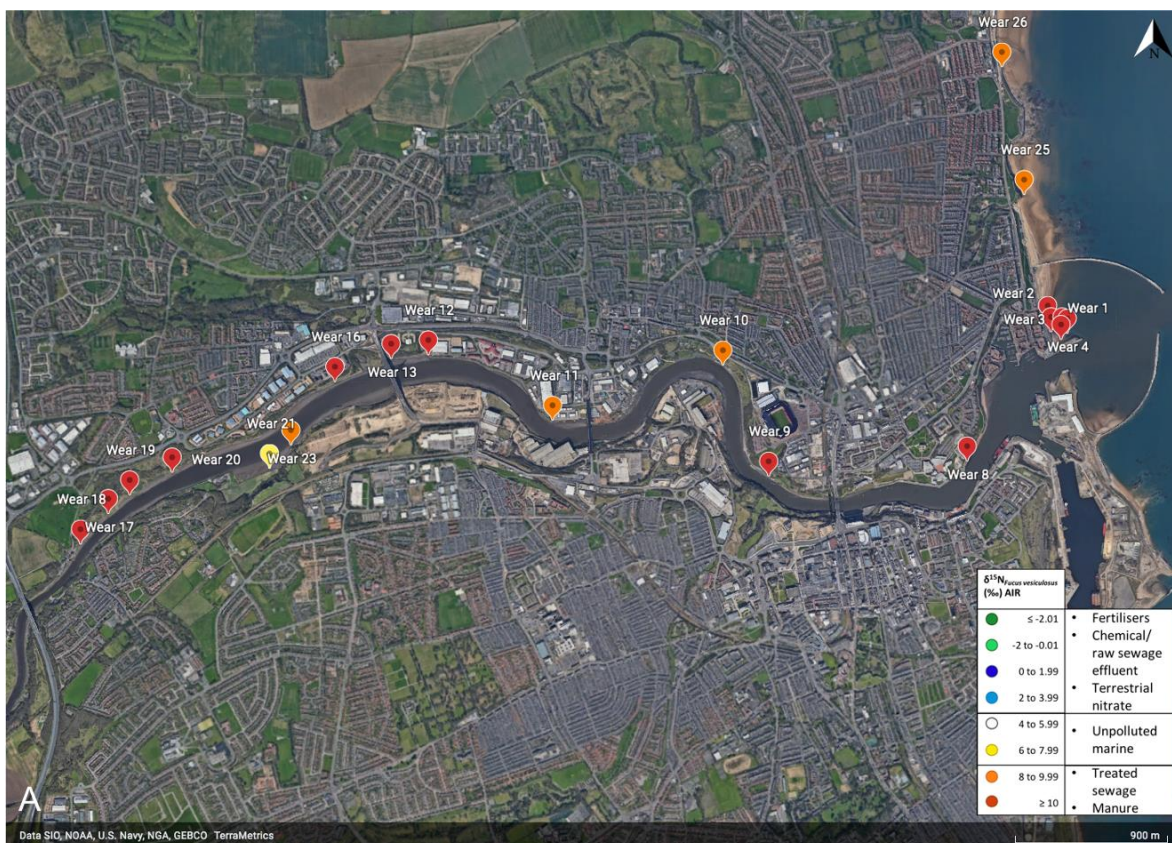 Wear 26
Wear 25
Wear 2
Wear 1
Wear 3
Wear 4
Wear 12
Wear 10
Wear 16
Wear 13
Wear 11
Wear 9
Wear 8
Wear 21
Wear 19
Wear 20
Wear 23
Wear 18
Wear 17
N
δ¹⁵N Fucus vesiculosus
(‰) AIR
≤ -2.01
-2 to -0.01
0 to 1.99
2 to 3.99
• Fertilisers
• Chemical/
raw sewage
effluent
• Terrestrial
nitrate
4 to 5.99
6 to 7.99
• Unpolluted
marine
8 to 9.99
≥ 10
• Treated
sewage
• Manure
A
Data SIO, NOAA, U.S. Navy, NGA, GEBCO TerraMetrics
900 m